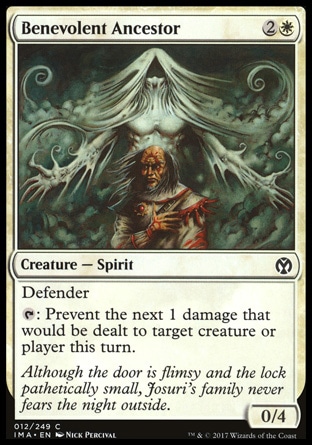 Benevolent Ancestor 2
Creature — Spirit
Defender
: Prevent the next 1 damage that
would be dealt to target creature or
player this turn.
Although the door is flimsy and the lock
pathetically small, Josuri's family never
fears the night outside.
0/4
012/249 C
IMA • EN Nick Percival
™ & © 2017 Wizards of the Coast